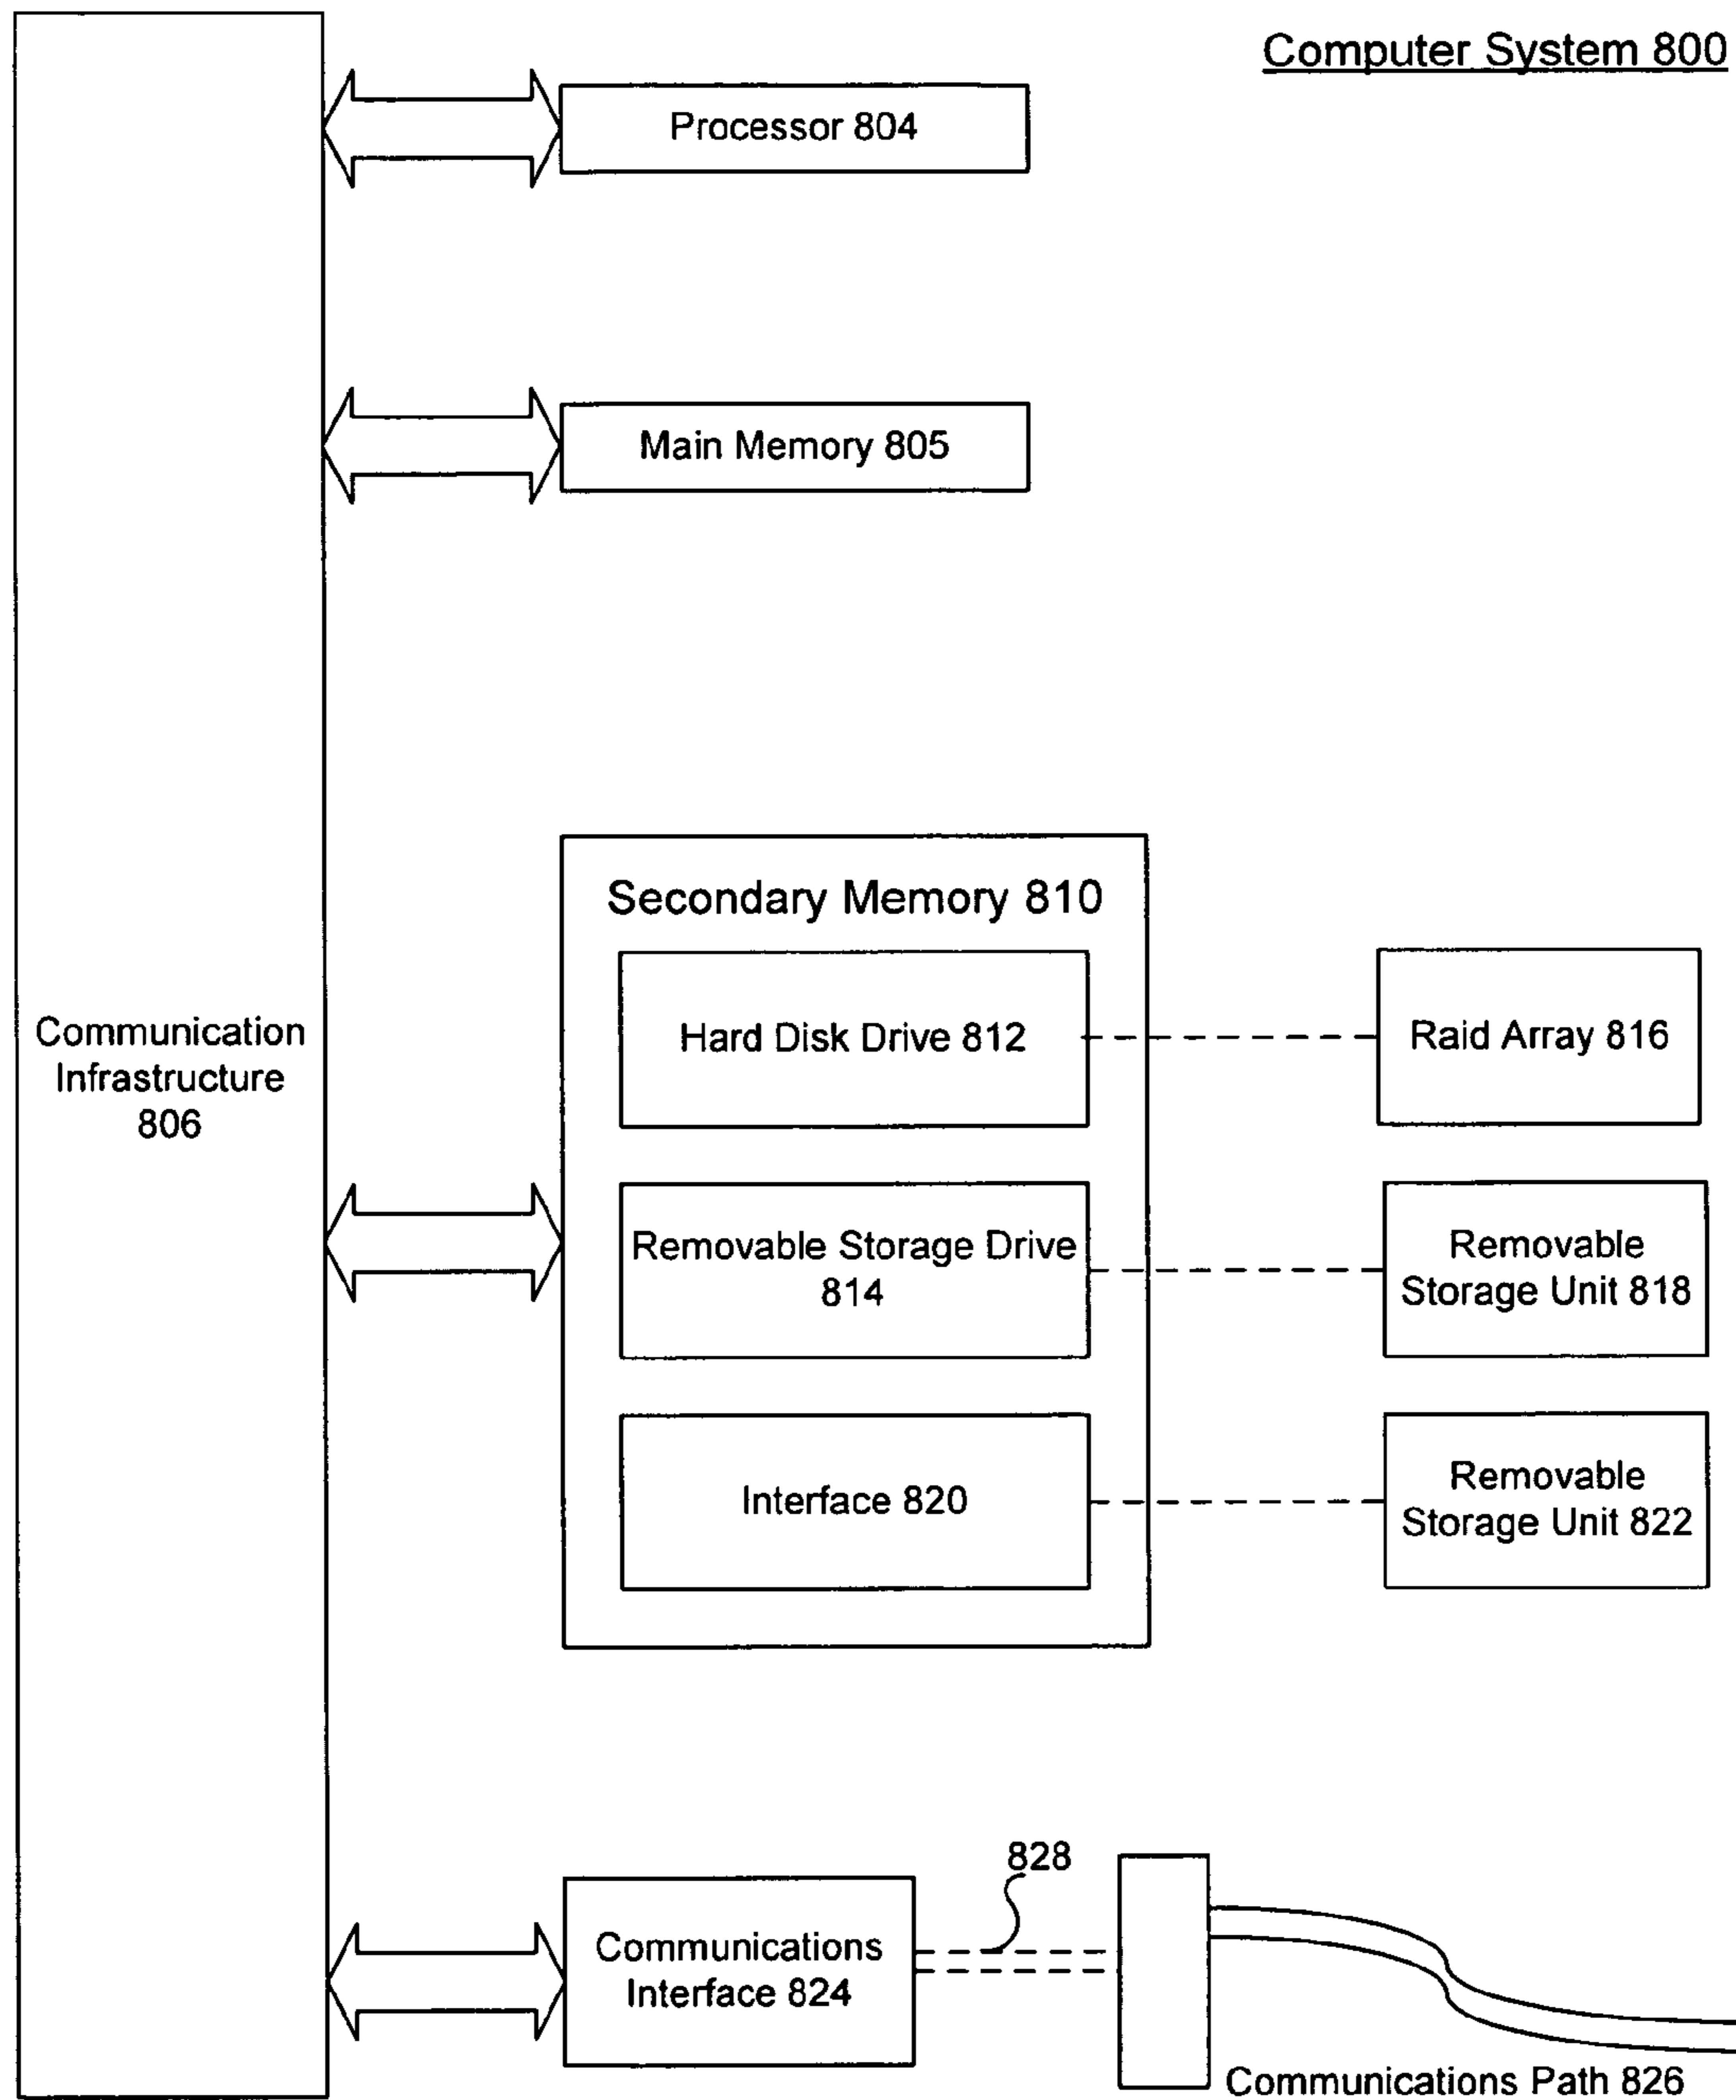 Computer System 800
Processor 804
Main Memory 805
Communication
Infrastructure
806
Secondary Memory 810
Hard Disk Drive 812
Raid Array 816
Removable Storage Drive
814
Removable
Storage Unit 818
Interface 820
Removable
Storage Unit 822
828
Communications
Interface 824
Communications Path 826